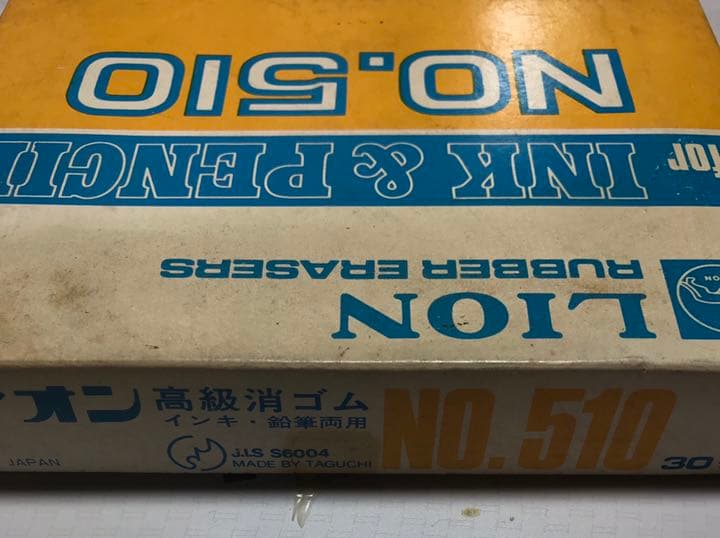 LION
RUBBER ERASERS
for INK & PENCIL
NO.510
イオン 高級消ゴム
インキ・鉛筆両用
J.I.S S6004
MADE BY TAGUCHI
NO. 510
30
JAPAN